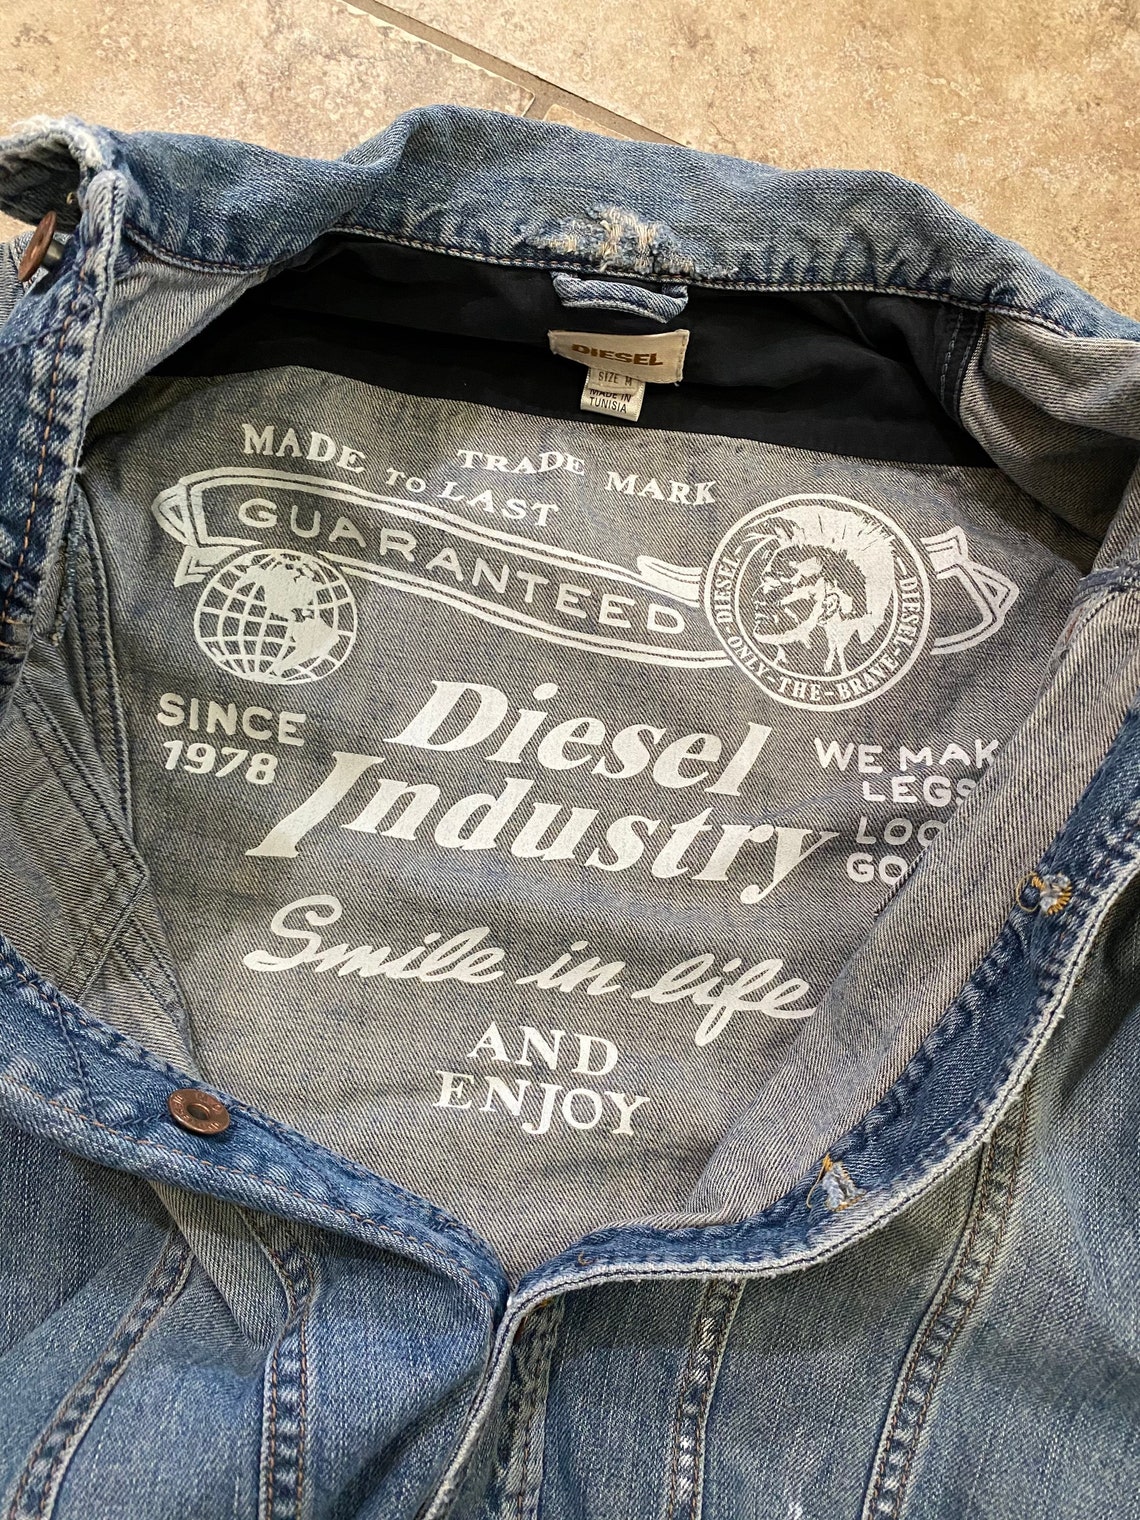 DIESEL
SIZE M
MADE IN
TUNISIA
MADE TO LAST
TRADE MARK
GUARANTEED
DIESEL - ONLY - THE - BRAVE - DIESEL
SINCE
1978
Diesel
Industry
WE MAK
LEGS
LOO
GO
Smile in life
AND
ENJOY